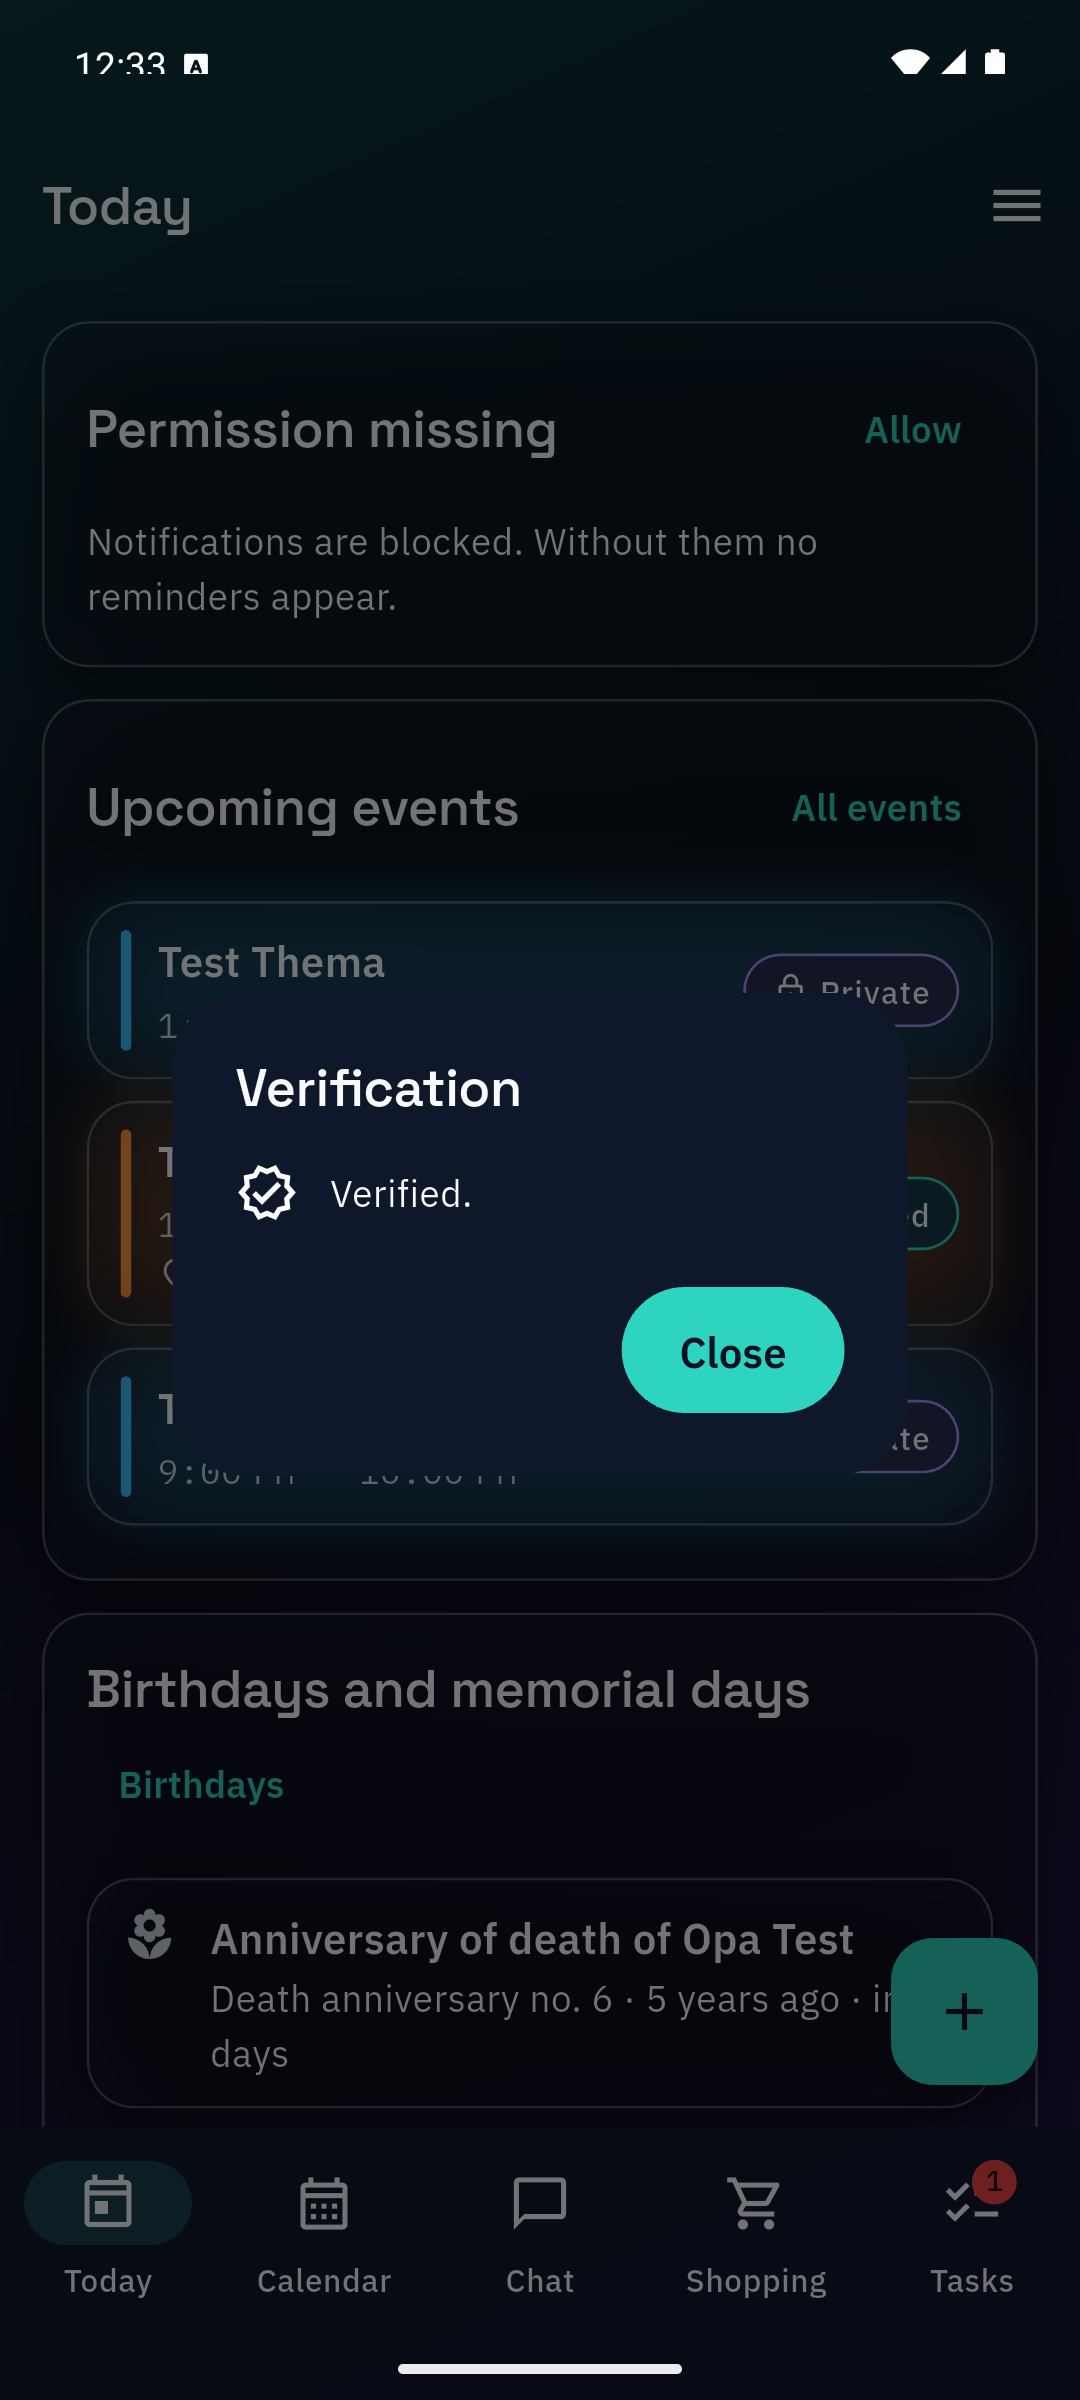 12:33
Today
Permission missing
Allow
Notifications are blocked. Without them no
reminders appear.
Upcoming events
All events
Test Thema
Private
Verification
Verified.
Close
Birthdays and memorial days
Birthdays
Anniversary of death of Opa Test
Death anniversary no. 6 · 5 years ago ·
days
1
Today
Calendar
Chat
Shopping
Tasks